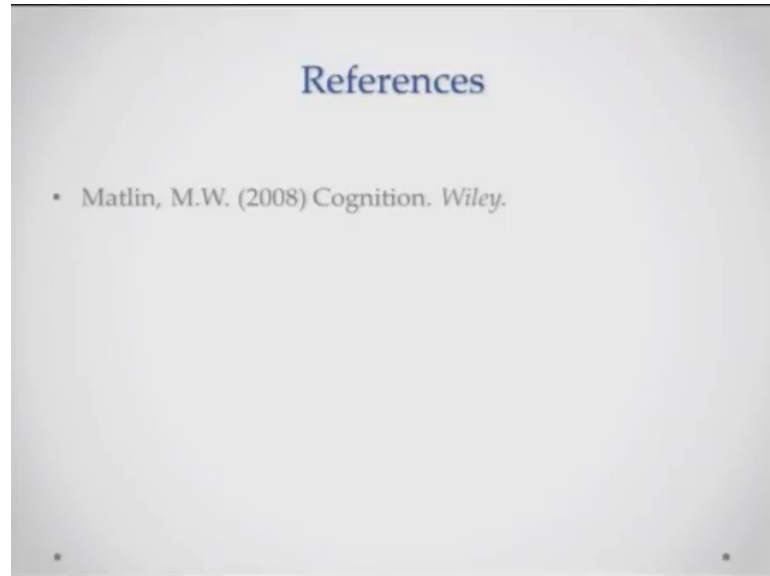 References
• Matlin, M.W. (2008) Cognition. Wiley.